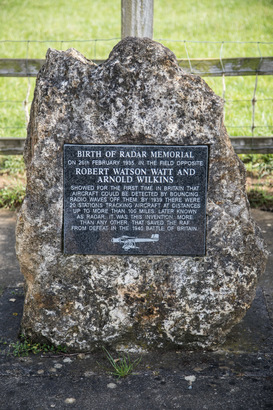 BIRTH OF RADAR MEMORIAL
ON 26TH FEBRUARY 1935, IN THE FIELD OPPOSITE
ROBERT WATSON WATT AND
ARNOLD WILKINS
SHOWED FOR THE FIRST TIME IN BRITAIN THAT
AIRCRAFT COULD BE DETECTED BY BOUNCING
RADIO WAVES OFF THEM. BY 1939 THERE WERE
20 STATIONS TRACKING AIRCRAFT AT DISTANCES
UP TO MORE THAN 100 MILES. LATER KNOWN
AS RADAR, IT WAS THIS INVENTION, MORE
THAN ANY OTHER, THAT SAVED THE RAF
FROM DEFEAT IN THE 1940 BATTLE OF BRITAIN.